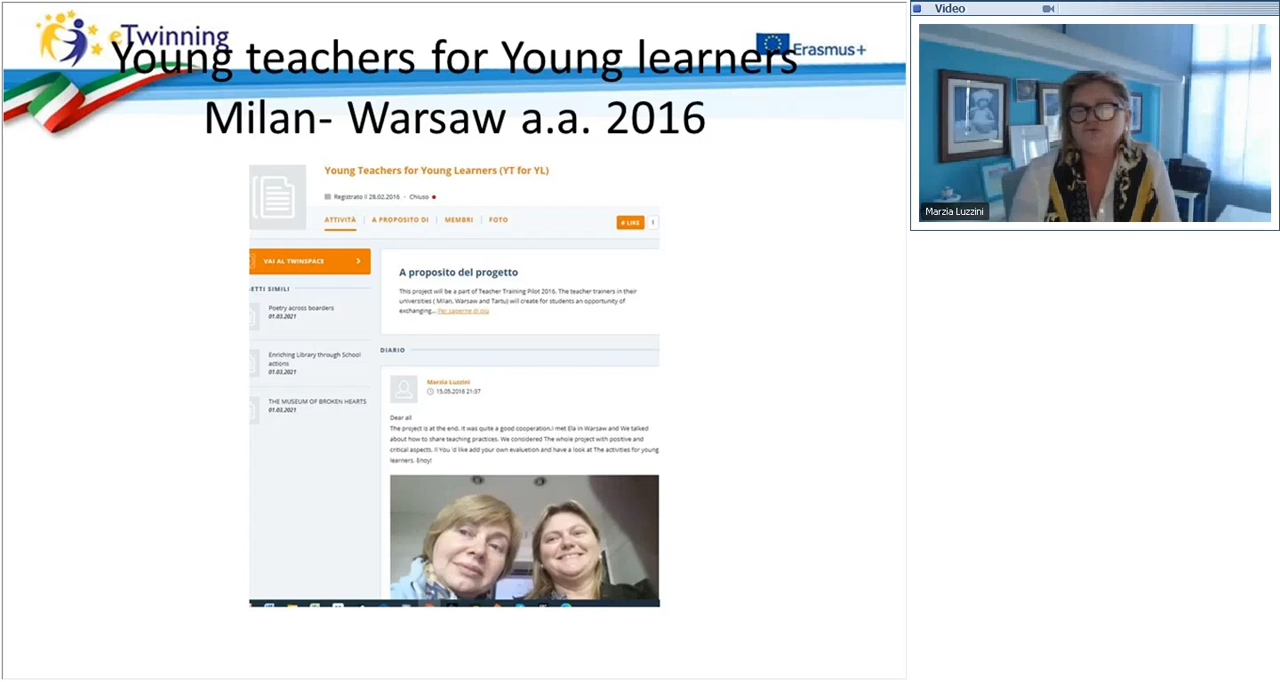 eTwinning
Erasmus+
Young teachers for Young learners
Milan- Warsaw a.a. 2016
Young Teachers for Young Learners (YT for YL)
Registrato il 28.02.2016 - Chiuso
ATTIVITÀ
A PROPOSITO DI
MEMBRI
FOTO
LIKE
VAI AL TWINSPACE
ETTI SIMILI
Poetry across boarders
01.03.2021
Enriching Library through School
actions
01.03.2021
THE MUSEUM OF BROKEN HEARTS
01.03.2021
A proposito del progetto
This project will be a part of Teacher Training Pilot 2016. The teacher trainers in their
universities ( Milan, Warsaw and Tartu) will create for students an opportunity of
exchanging... Per saperne di più
DIARIO
Marzia Luzzini
15.05.2016 21:37
Dear all
The project is at the end. It was quite a good cooperation.I met Ela in Warsaw and We talked
about how to share teaching practices. We considered The whole project with positive and
critical aspects. If You 'd like add your own evaluation and have a look at The activities for young
learners. Enoy!
Video
Marzia Luzzini